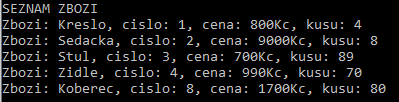 SEZNAM ZBOZI
Zbozi: Kreslo, cislo: 1, cena: 800Kc, kusu: 4
Zbozi: Sedacka, cislo: 2, cena: 9000Kc, kusu: 8
Zbozi: Stul, cislo: 3, cena: 700Kc, kusu: 89
Zbozi: Zidle, cislo: 4, cena: 990Kc, kusu: 70
Zbozi: Koberec, cislo: 8, cena: 1700Kc, kusu: 80